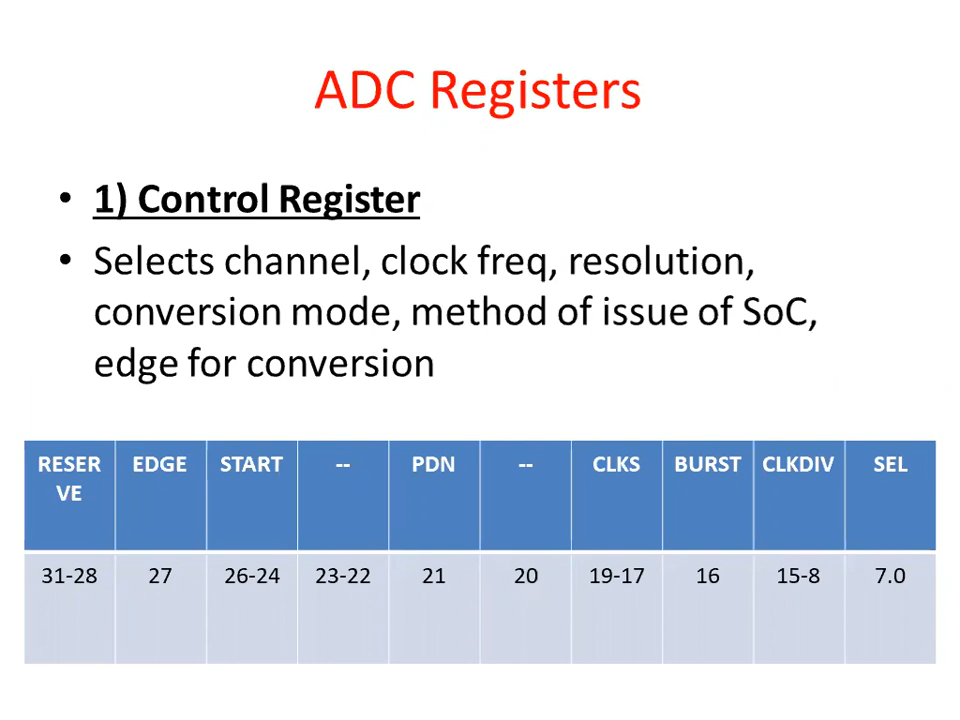 ADC Registers
• 1) Control Register
• Selects channel, clock freq, resolution,
conversion mode, method of issue of SoC,
edge for conversion
RESER VE EDGE START -- PDN -- CLKS BURST CLKDIV SEL
31-28 27 26-24 23-22 21 20 19-17 16 15-8 7.0